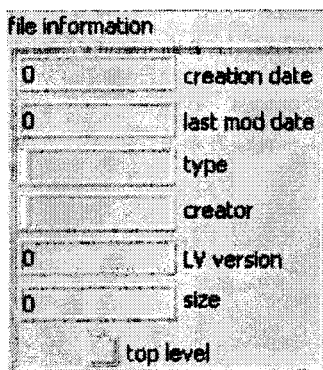 file information
0 creation date
0 last mod date
type
creator
0 LV version
0 size
top level